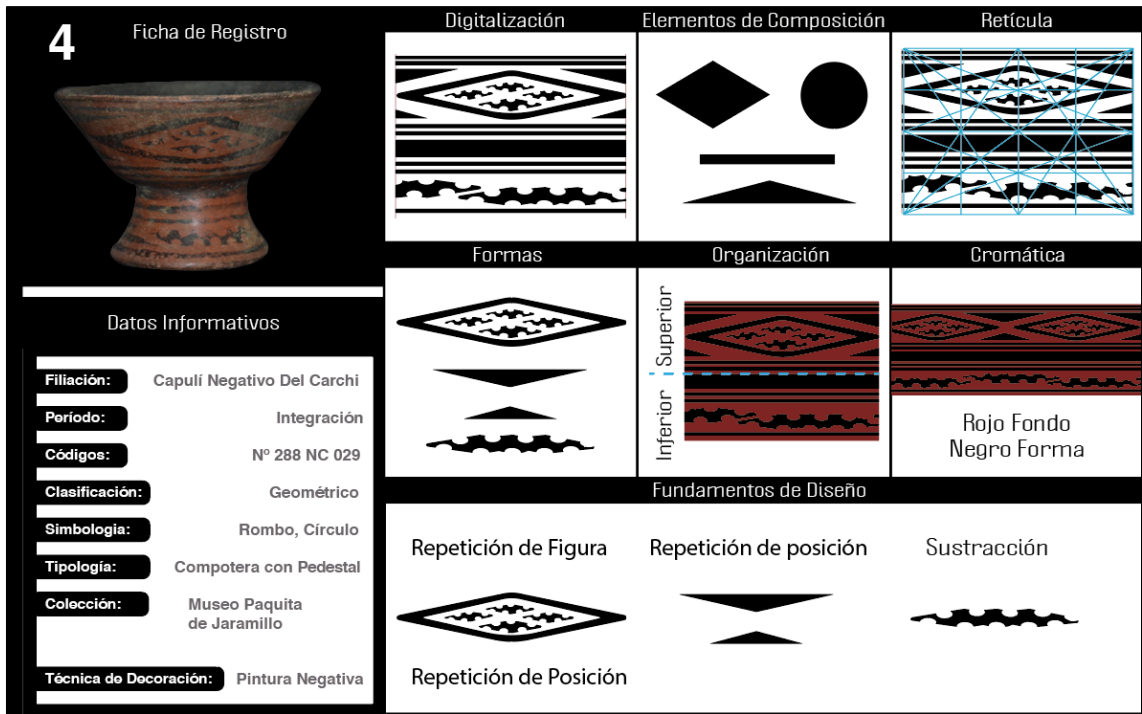 4
Ficha de Registro
Datos Informativos
Filiación: Capulí Negativo Del Carchi
Período: Integración
Códigos: Nº 288 NC 029
Clasificación: Geométrico
Simbologia: Rombo, Círculo
Tipología: Compotera con Pedestal
Colección: Museo Paquita
de Jaramillo
Técnica de Decoración: Pintura Negativa
Digitalización
Elementos de Composición
Retícula
Formas
Organización
Superior
Inferior
Cromática
Rojo Fondo
Negro Forma
Fundamentos de Diseño
Repetición de Figura
Repetición de Posición
Repetición de posición
Sustracción